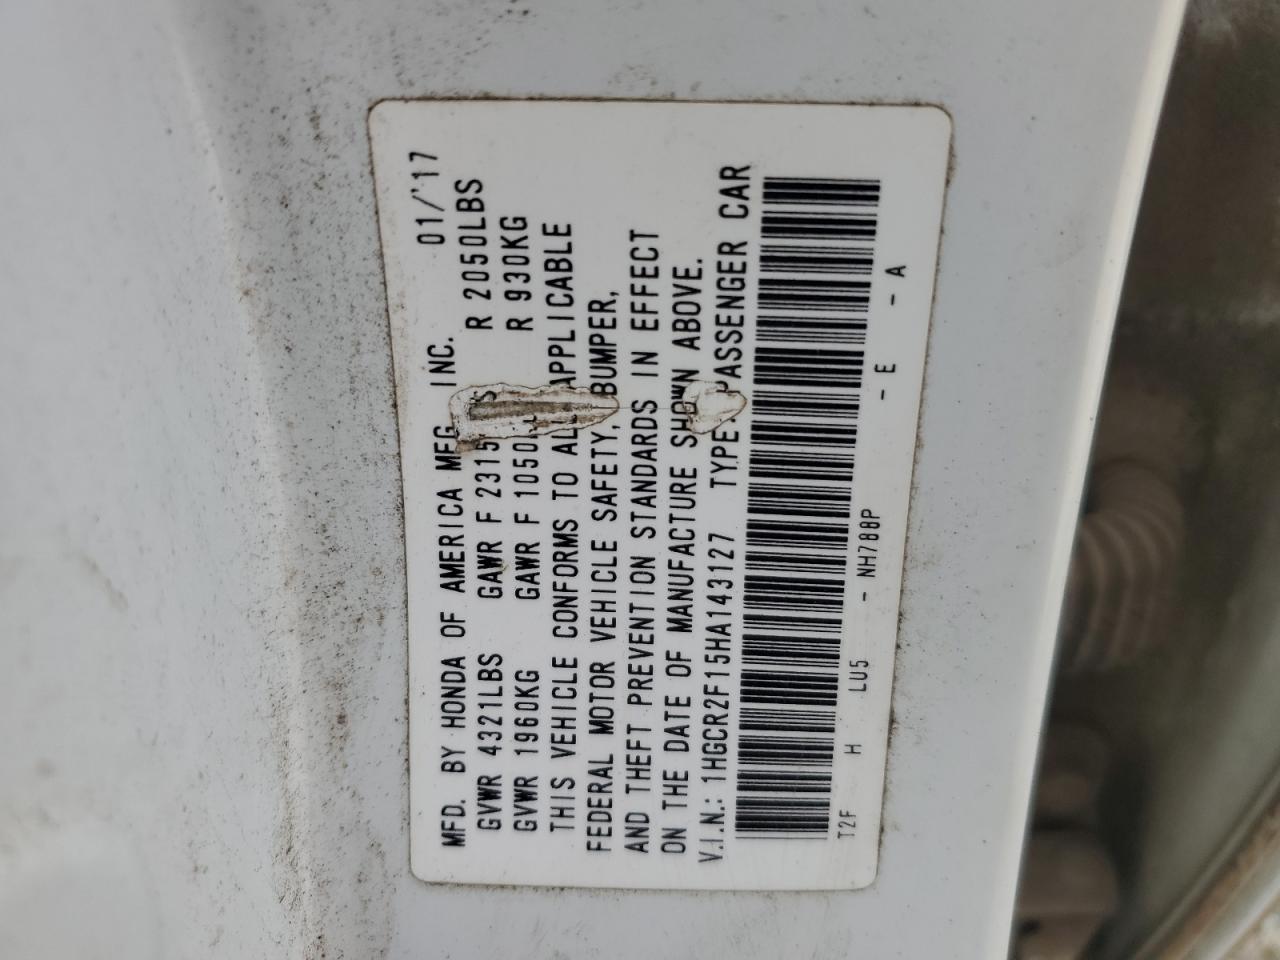 01/'17
MFD. BY HONDA OF AMERICA MFG. INC.
GVWR 4321LBS GAWR F 2315 S R 2050LBS
GVWR 1960KG GAWR F 1050 R 930KG
THIS VEHICLE CONFORMS TO ALL APPLICABLE
FEDERAL MOTOR VEHICLE SAFETY, BUMPER,
AND THEFT PREVENTION STANDARDS IN EFFECT
ON THE DATE OF MANUFACTURE SHOWN ABOVE.
V.I.N.: 1HGCR2F15HA143127 TYPE: PASSENGER CAR
T2F H LU5 - NH788P - E - A